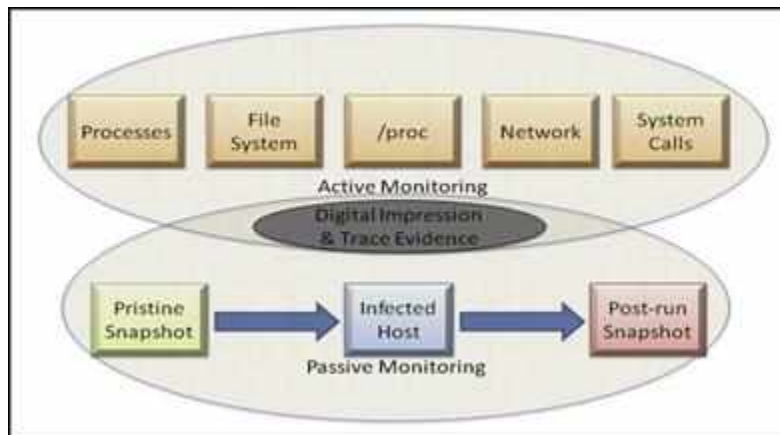 Processes
File
System
/proc
Network
System
Calls
Active Monitoring
Digital Impression
& Trace Evidence
Pristine
Snapshot
Infected
Host
Post-run
Snapshot
Passive Monitoring